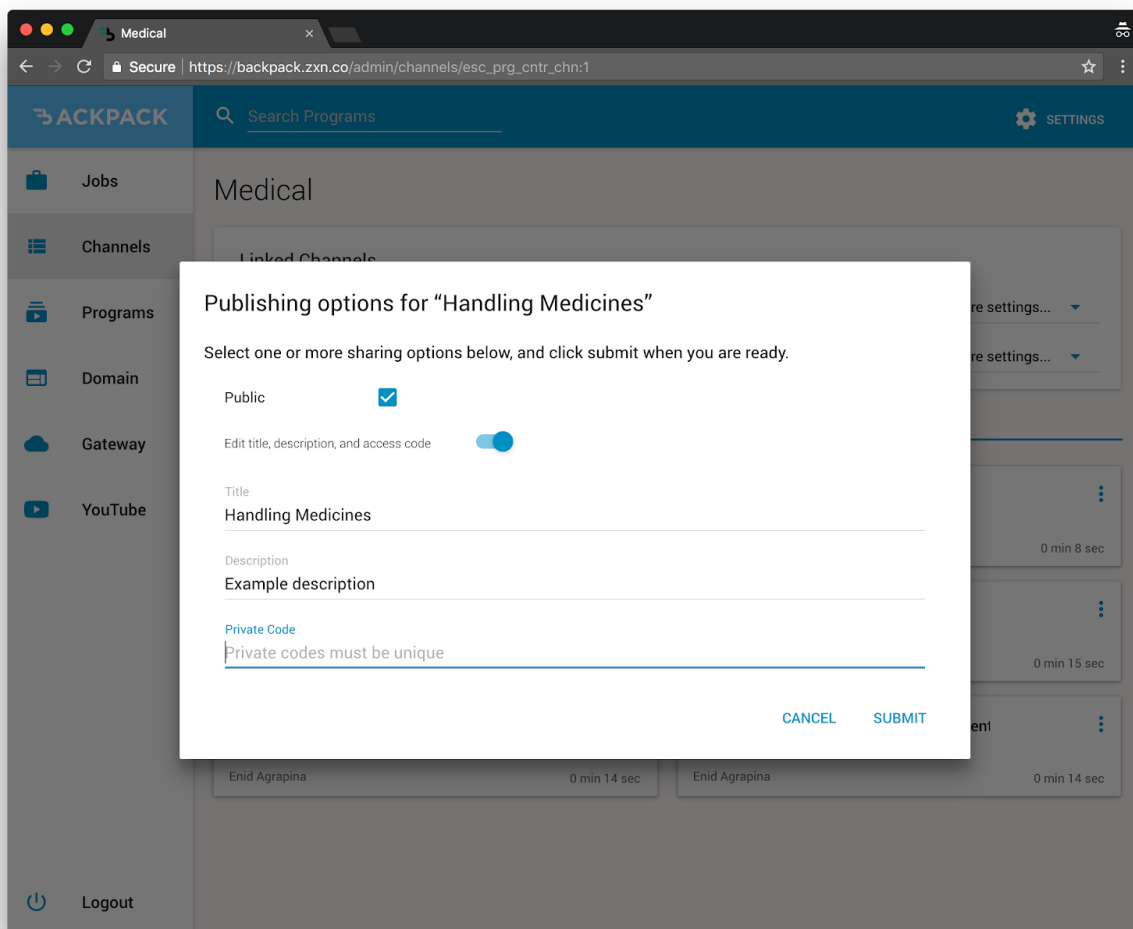 Medical
Secure https://backpack.zxn.co/admin/channels/esc_prg_cntr_chn:1
BACKPACK
Search Programs
SETTINGS
Jobs
Channels
Programs
Domain
Gateway
YouTube
Logout
Medical
Linked Channels
re settings...
re settings...
Publishing options for “Handling Medicines”
Select one or more sharing options below, and click submit when you are ready.
Public
Edit title, description, and access code
Title
Handling Medicines
Description
Example description
Private Code
Private codes must be unique
CANCEL
SUBMIT
0 min 8 sec
0 min 15 sec
Enid Agrapina
0 min 14 sec
Enid Agrapina
0 min 14 sec